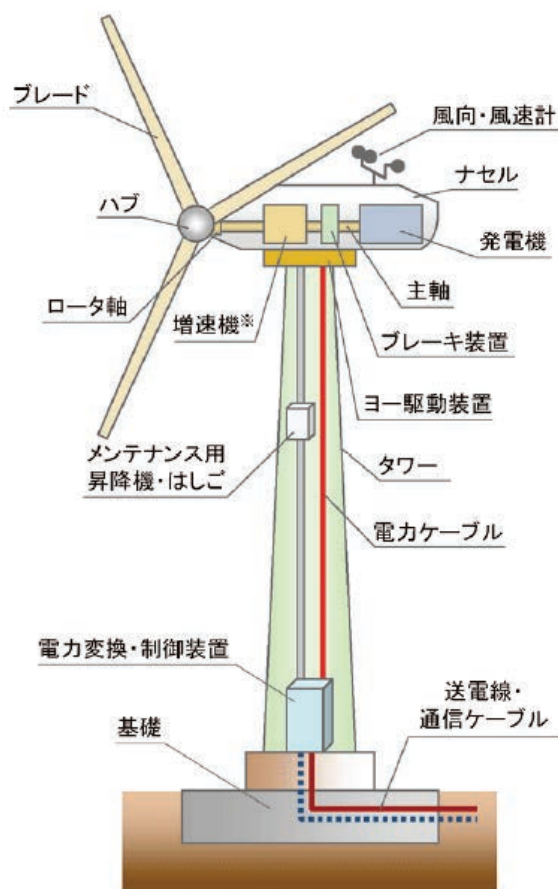 ブレード
風向・風速計
ナセル
ハブ
発電機
主軸
ロータ軸
増速機※
ブレーキ装置
ヨー駆動装置
メンテナンス用
昇降機・はしご
タワー
電力ケーブル
電力変換・制御装置
送電線・
通信ケーブル
基礎